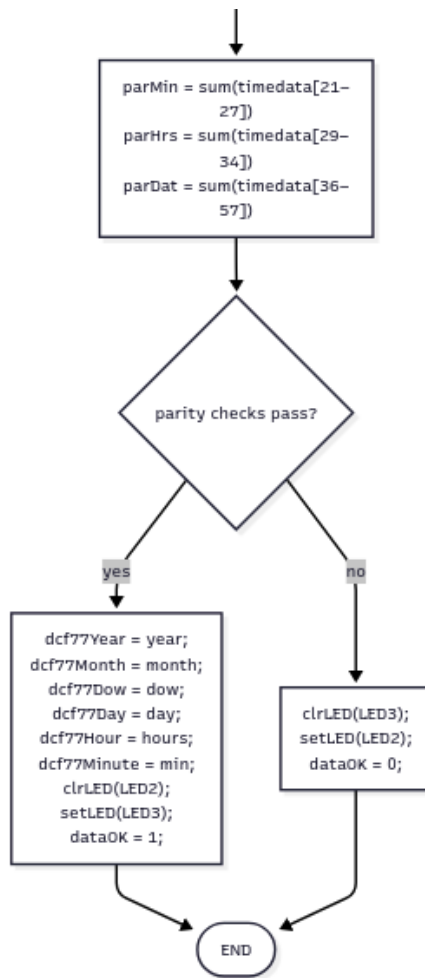 parMin = sum(timedata[21–
27])
parHrs = sum(timedata[29–
34])
parDat = sum(timedata[36–
57])
parity checks pass?
yes
no
dcf77Year = year;
dcf77Month = month;
dcf77Dow = dow;
dcf77Day = day;
dcf77Hour = hours;
dcf77Minute = min;
clrLED(LED2);
setLED(LED3);
dataOK = 1;
clrLED(LED3);
setLED(LED2);
dataOK = 0;
END